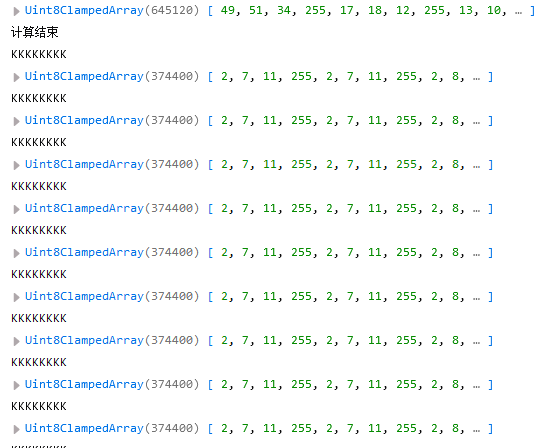 ▶ Uint8ClampedArray(645120) [ 49, 51, 34, 255, 17, 18, 12, 255, 13, 10, … ]
计算结束
KKKKKKKK
▶ Uint8ClampedArray(374400) [ 2, 7, 11, 255, 2, 7, 11, 255, 2, 8, … ]
KKKKKKKK
▶ Uint8ClampedArray(374400) [ 2, 7, 11, 255, 2, 7, 11, 255, 2, 8, … ]
KKKKKKKK
▶ Uint8ClampedArray(374400) [ 2, 7, 11, 255, 2, 7, 11, 255, 2, 8, … ]
KKKKKKKK
▶ Uint8ClampedArray(374400) [ 2, 7, 11, 255, 2, 7, 11, 255, 2, 8, … ]
KKKKKKKK
▶ Uint8ClampedArray(374400) [ 2, 7, 11, 255, 2, 7, 11, 255, 2, 8, … ]
KKKKKKKK
▶ Uint8ClampedArray(374400) [ 2, 7, 11, 255, 2, 7, 11, 255, 2, 8, … ]
KKKKKKKK
▶ Uint8ClampedArray(374400) [ 2, 7, 11, 255, 2, 7, 11, 255, 2, 8, … ]
KKKKKKKK
▶ Uint8ClampedArray(374400) [ 2, 7, 11, 255, 2, 7, 11, 255, 2, 8, … ]
KKKKKKKK
▶ Uint8ClampedArray(374400) [ 2, 7, 11, 255, 2, 7, 11, 255, 2, 8, … ]